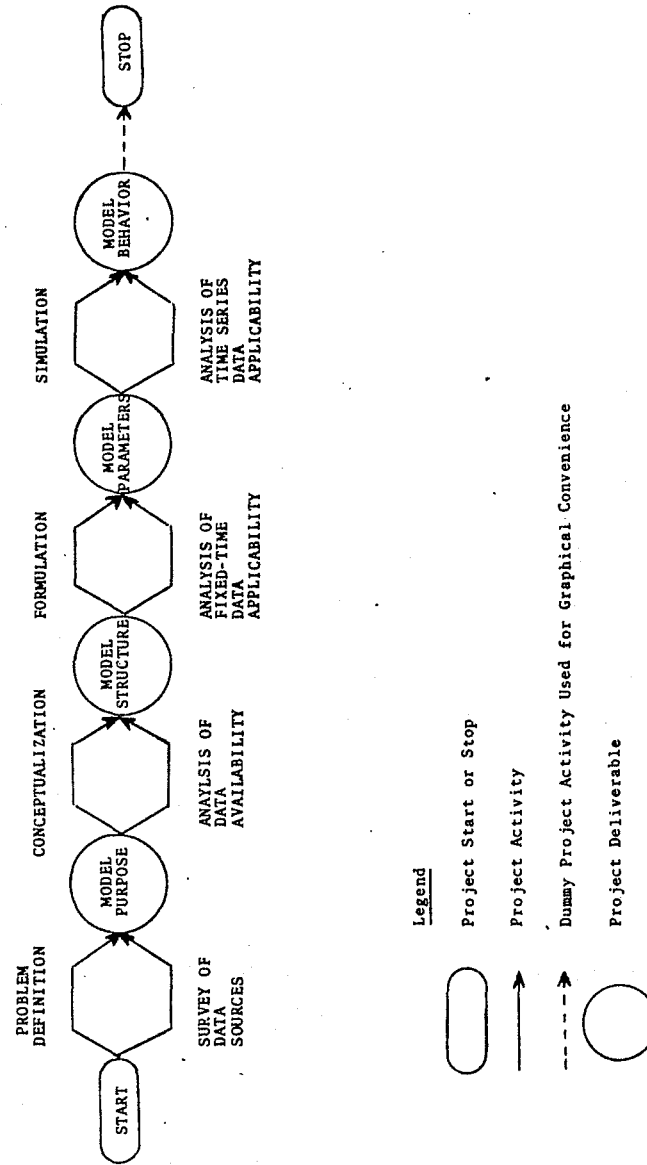 PROBLEM
DEFINITION
CONCEPTUALIZATION
FORMULATION
SIMULATION
START
MODEL
PURPOSE
MODEL
STRUCTURE
MODEL
PARAMETERS
MODEL
BEHAVIOR
STOP
SURVEY OF
DATA
SOURCES
ANAYLSIS OF
DATA
AVAILABILITY
ANALYSIS OF
FIXED-TIME
DATA
APPLICABILITY
ANALYSIS OF
TIME SERIES
DATA
APPLICABILITY
Legend
Project Start or Stop
Project Activity
Dummy Project Activity Used for Graphical Convenience
Project Deliverable